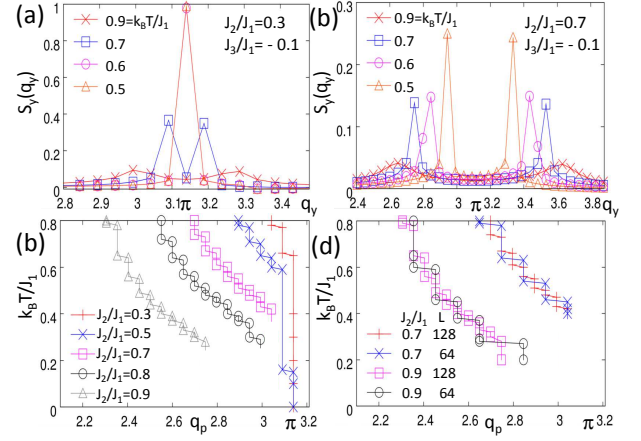 (a)
0.9=k_BT/J_1
0.7
0.6
0.5
J_2/J_1=0.3
J_3/J_1= - 0.1
S_y(q_y)
1
0.8
0.6
0.4
0.2
0
2.8 2.9 3 π 3.2 3.3 3.4 q_y
(b)
0.9=k_BT/J_1
0.7
0.6
0.5
J_2/J_1=0.7
J_3/J_1= - 0.1
S_y(q_y)
0.3
0.2
0.1
0
2.4 2.6 2.8 3 π 3.2 3.4 3.6 3.8 q_y
(b)
k_BT/J_1
0.8
0.6
0.4
0.2
0
J_2/J_1=0.3
J_2/J_1=0.5
J_2/J_1=0.7
J_2/J_1=0.8
J_2/J_1=0.9
2.2 2.4 2.6 2.8 3 π 3.2
q_p
(d)
k_BT/J_1
0.8
0.6
0.4
0.2
0
J_2/J_1 L
0.7 128
0.7 64
0.9 128
0.9 64
2.2 2.4 2.6 2.8 3 π 3.2
q_p